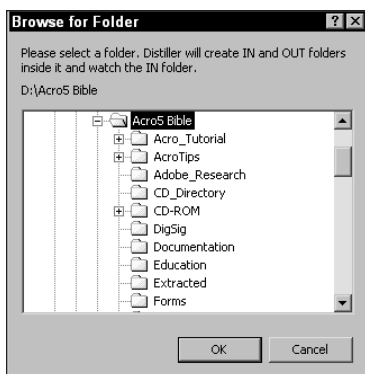 Browse for Folder
Please select a folder. Distiller will create IN and OUT folders
inside it and watch the IN folder.
D:\Acro5 Bible
Acro5 Bible
Acro_Tutorial
AcroTips
Adobe_Research
CD_Directory
CD-ROM
DigSig
Documentation
Education
Extracted
Forms
OK Cancel